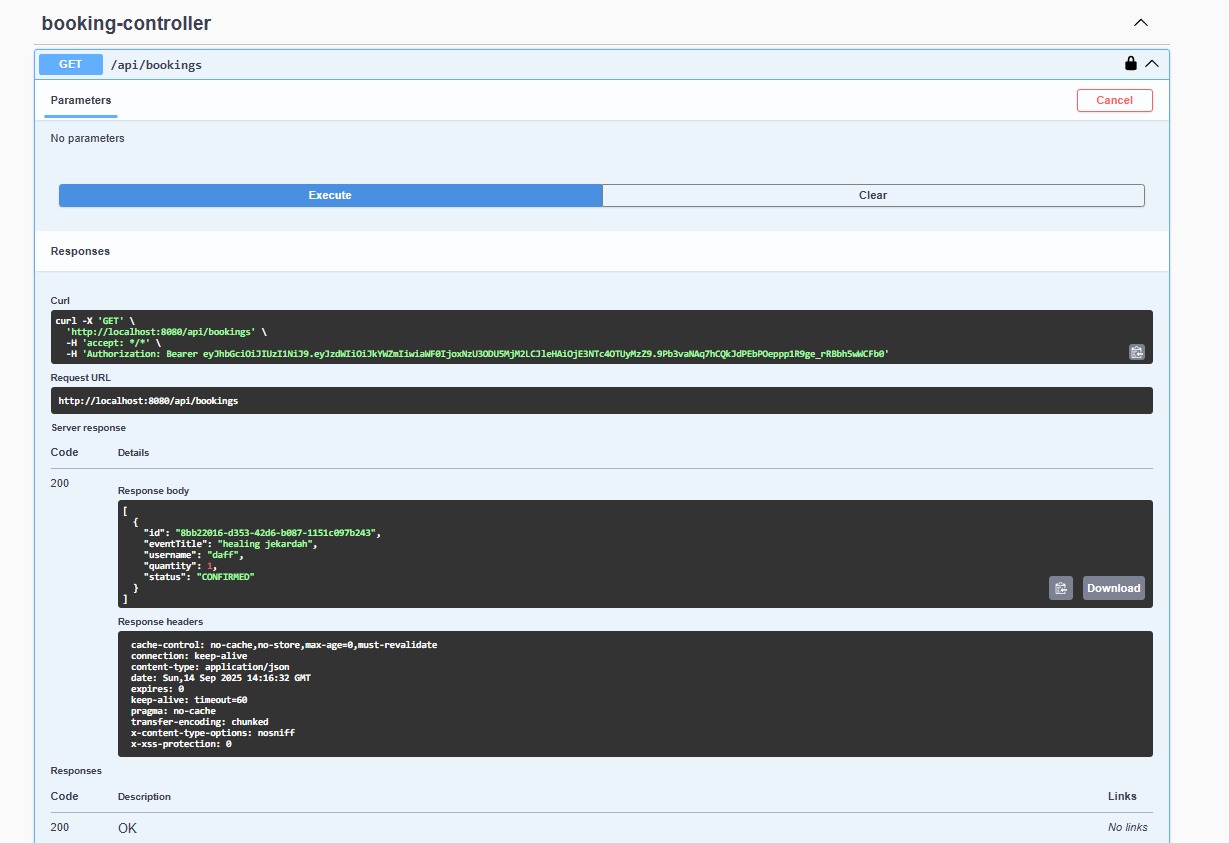 booking-controller
GET /api/bookings
Parameters
Cancel
No parameters
Execute
Clear
Responses
Curl
curl -X 'GET' \
'http://localhost:8080/api/bookings' \
-H 'accept: */*' \
-H 'Authorization: Bearer eyJhbGciOiJIUzI1NiJ9.eyJzdWIiOiJkYWZmIiwiaWF0IjoxNzU3ODU5MjM2LCJleHAiOjE3NTc4OTUyMzZ9.9Pb3vaNAq7hCQkJdPEbPOeppp1R9ge_rRBbh5wWCFb0'
Request URL
http://localhost:8080/api/bookings
Server response
Code Details
200
Response body
[
{
"id": "8bb22016-d353-42d6-b087-1151c097b243",
"eventTitle": "healing jekardah",
"username": "daff",
"quantity": 1,
"status": "CONFIRMED"
}
]
Download
Response headers
cache-control: no-cache,no-store,max-age=0,must-revalidate
connection: keep-alive
content-type: application/json
date: Sun,14 Sep 2025 14:16:32 GMT
expires: 0
keep-alive: timeout=60
pragma: no-cache
transfer-encoding: chunked
x-content-type-options: nosniff
x-xss-protection: 0
Responses
Code Description Links
200 OK No links